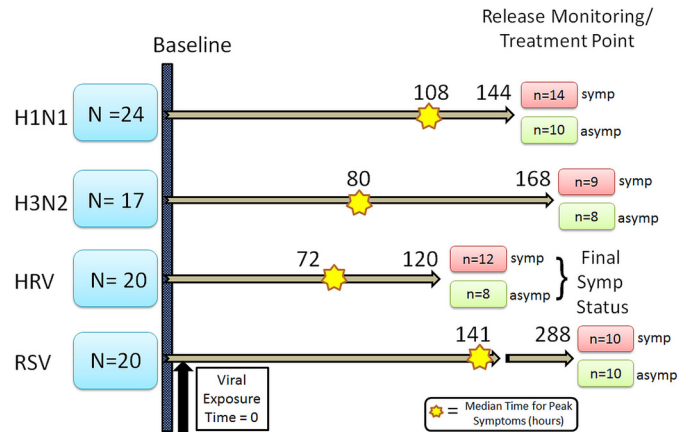 Release Monitoring/
Treatment Point
Baseline
H1N1 N =24 108 144 n=14 symp
n=10 asymp
H3N2 N= 17 80 168 n=9 symp
n=8 asymp
HRV N= 20 72 120 n=12 symp
n=8 asymp
Final
Symp
Status
RSV N=20 141 288 n=10 symp
n=10 asymp
Viral
Exposure
Time = 0
= Median Time for Peak
Symptoms (hours)